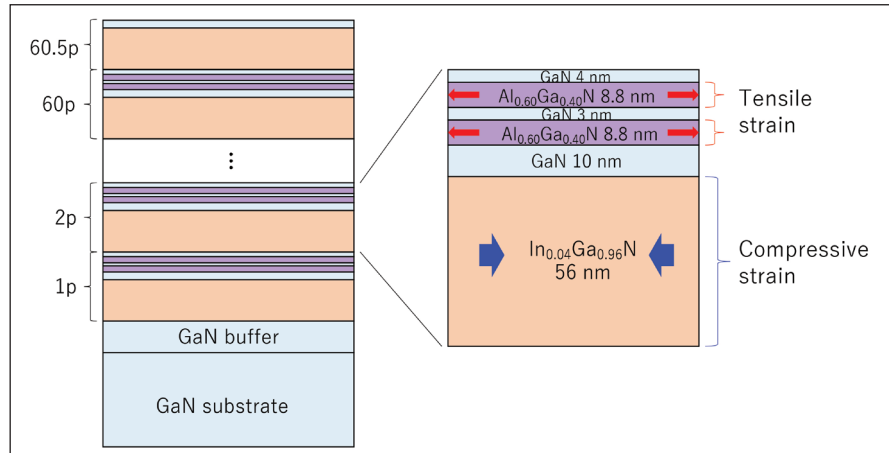 60.5p
60p
⋮
2p
1p
GaN buffer
GaN substrate
GaN 4 nm
Al0.60Ga0.40N 8.8 nm
GaN 3 nm
Al0.60Ga0.40N 8.8 nm
GaN 10 nm
In0.04Ga0.96N
56 nm
Tensile
strain
Compressive
strain